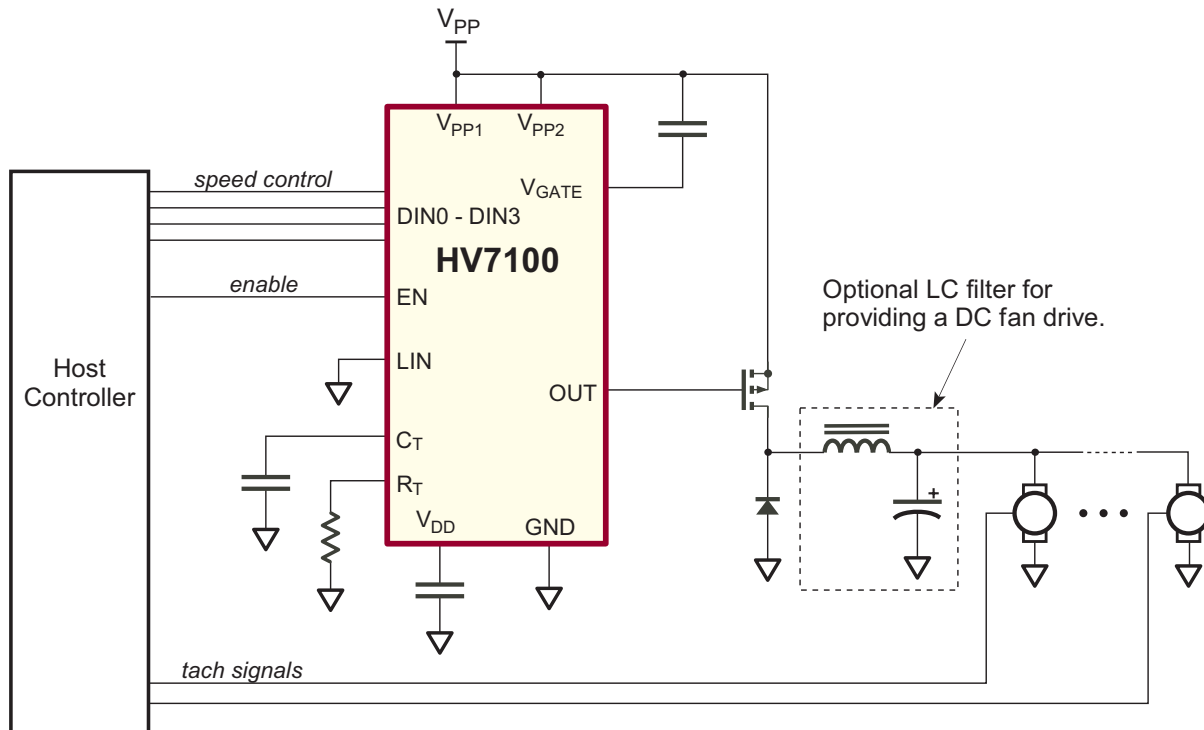 VPP
VPP1
VPP2
speed control
VGATE
DIN0 - DIN3
HV7100
enable
EN
Optional LC filter for
providing a DC fan drive.
Host
Controller
LIN
OUT
CT
RT
VDD
GND
+
tach signals